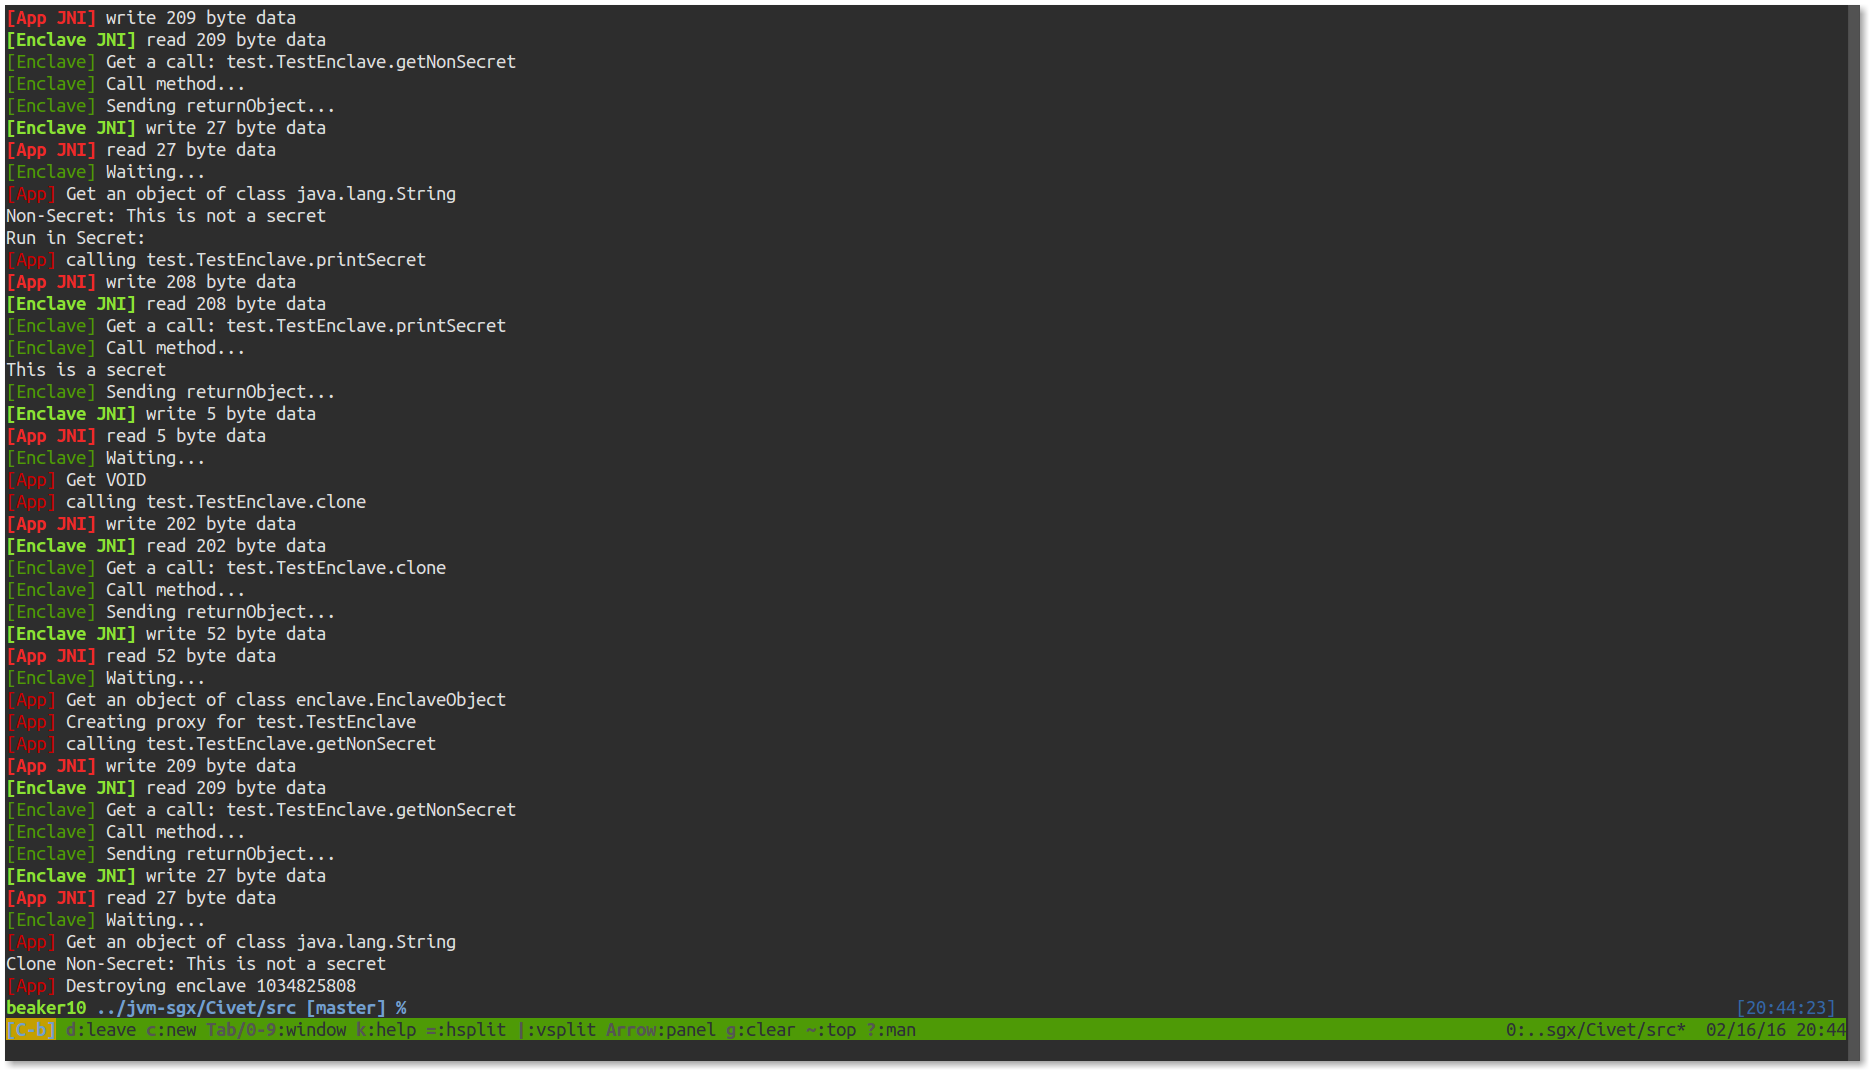 [App JNI] write 209 byte data
[Enclave JNI] read 209 byte data
[Enclave] Get a call: test.TestEnclave.getNonSecret
[Enclave] Call method...
[Enclave] Sending returnObject...
[Enclave JNI] write 27 byte data
[App JNI] read 27 byte data
[Enclave] Waiting...
[App] Get an object of class java.lang.String
Non-Secret: This is not a secret
Run in Secret:
[App] calling test.TestEnclave.printSecret
[App JNI] write 208 byte data
[Enclave JNI] read 208 byte data
[Enclave] Get a call: test.TestEnclave.printSecret
[Enclave] Call method...
This is a secret
[Enclave] Sending returnObject...
[Enclave JNI] write 5 byte data
[App JNI] read 5 byte data
[Enclave] Waiting...
[App] Get VOID
[App] calling test.TestEnclave.clone
[App JNI] write 202 byte data
[Enclave JNI] read 202 byte data
[Enclave] Get a call: test.TestEnclave.clone
[Enclave] Call method...
[Enclave] Sending returnObject...
[Enclave JNI] write 52 byte data
[App JNI] read 52 byte data
[Enclave] Waiting...
[App] Get an object of class enclave.EnclaveObject
[App] Creating proxy for test.TestEnclave
[App] calling test.TestEnclave.getNonSecret
[App JNI] write 209 byte data
[Enclave JNI] read 209 byte data
[Enclave] Get a call: test.TestEnclave.getNonSecret
[Enclave] Call method...
[Enclave] Sending returnObject...
[Enclave JNI] write 27 byte data
[App JNI] read 27 byte data
[Enclave] Waiting...
[App] Get an object of class java.lang.String
Clone Non-Secret: This is not a secret
[App] Destroying enclave 1034825808
beaker10 ../jvm-sgx/Civet/src [master] % [20:44:23]
[C-b] d:leave c:new Tab/0-9:window k:help =:hsplit |:vsplit Arrow:panel g:clear ~:top ?:man 0:..sgx/Civet/src* 02/16/16 20:44